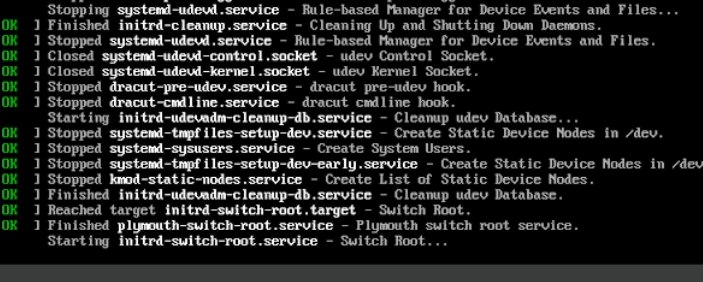 Stopping systemd-udevd.service - Rule-based Manager for Device Events and Files...
OK ] Finished initrd-cleanup.service - Cleaning Up and Shutting Down Daemons.
OK ] Stopped systemd-udevd.service - Rule-based Manager for Device Events and Files.
OK ] Closed systemd-udevd-control.socket - udev Control Socket.
OK ] Closed systemd-udevd-kernel.socket - udev Kernel Socket.
OK ] Stopped dracut-pre-udev.service - dracut pre-udev hook.
OK ] Stopped dracut-cmdline.service - dracut cmdline hook.
Starting initrd-udevadm-cleanup-db.service - Cleanup udev Database...
OK ] Stopped systemd-tmpfiles-setup-dev.service - Create Static Device Nodes in /dev.
OK ] Stopped systemd-sysusers.service - Create System Users.
OK ] Stopped systemd-tmpfiles-setup-dev-early.service - Create Static Device Nodes in /dev
OK ] Stopped kmod-static-nodes.service - Create List of Static Device Nodes.
OK ] Finished initrd-udevadm-cleanup-db.service - Cleanup udev Database.
OK ] Reached target initrd-switch-root.target - Switch Root.
OK ] Finished plymouth-switch-root.service - Plymouth switch root service.
Starting initrd-switch-root.service - Switch Root...